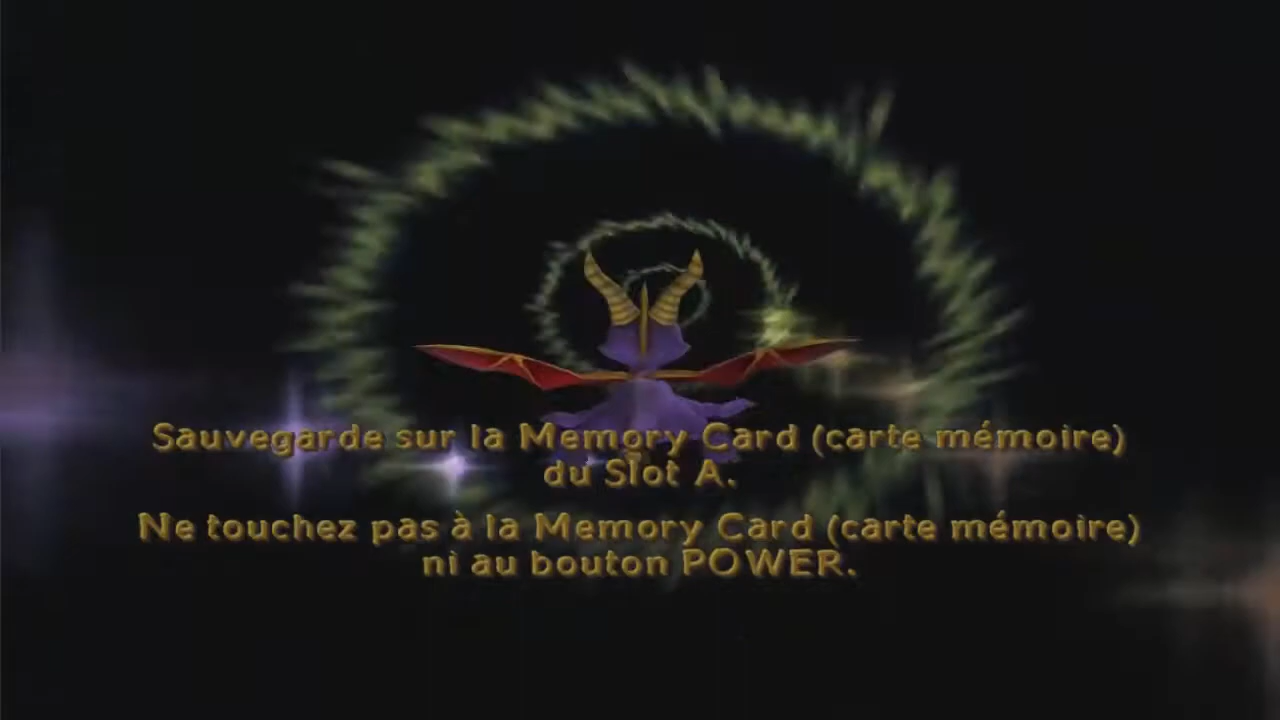 Sauvegarde sur la Memory Card (carte mémoire)
du Slot A.
Ne touchez pas à la Memory Card (carte mémoire)
ni au bouton POWER.